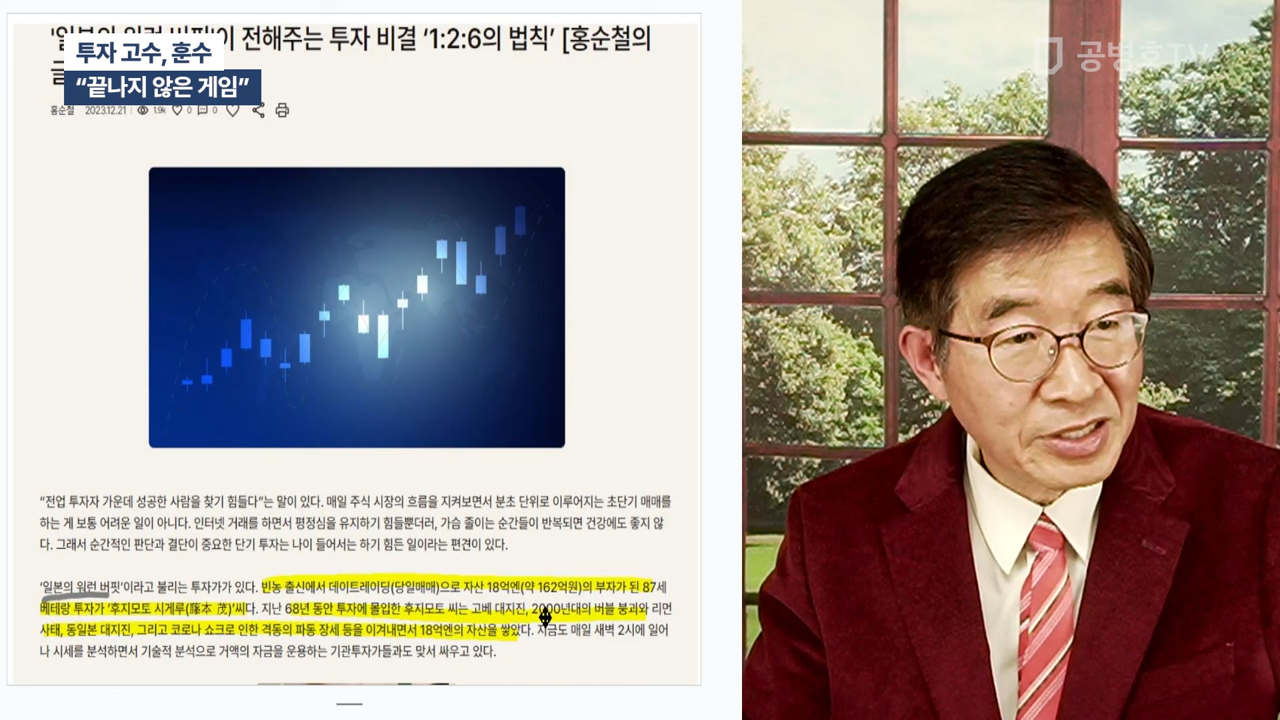 이 전해주는 투자 비결 ‘1:2:6의 법칙’ [홍순철의
투자 고수, 훈수
“끝나지 않은 게임”
홍순철 2023.12.21 1.9k 0 0
공병호TV
“전업 투자자 가운데 성공한 사람을 찾기 힘들다”는 말이 있다. 매일 주식 시장의 흐름을 지켜보면서 분초 단위로 이루어지는 초단기 매매를
하는 게 보통 어려운 일이 아니다. 인터넷 거래를 하면서 평정심을 유지하기 힘들뿐더러, 가슴 졸이는 순간들이 반복되면 건강에도 좋지 않
다. 그래서 순간적인 판단과 결단이 중요한 단기 투자는 나이 들어서는 하기 힘든 일이라는 편견이 있다.
‘일본의 워런 버핏’이라고 불리는 투자가가 있다. 빈농 출신에서 데이트레이딩(당일매매)으로 자산 18억엔(약 162억원)의 부자가 된 87세
베테랑 투자가 ‘후지모토 시게루(藤本 茂)’씨다. 지난 68년 동안 투자에 몰입한 후지모토 씨는 고베 대지진, 2000년대의 버블 붕괴와 리먼
사태, 동일본 대지진, 그리고 코로나 쇼크로 인한 격동의 파동 장세 등을 이겨내면서 18억엔의 자산을 쌓았다. 지금도 매일 새벽 2시에 일어
나 시세를 분석하면서 기술적 분석으로 거액의 자금을 운용하는 기관투자가들과도 맞서 싸우고 있다.